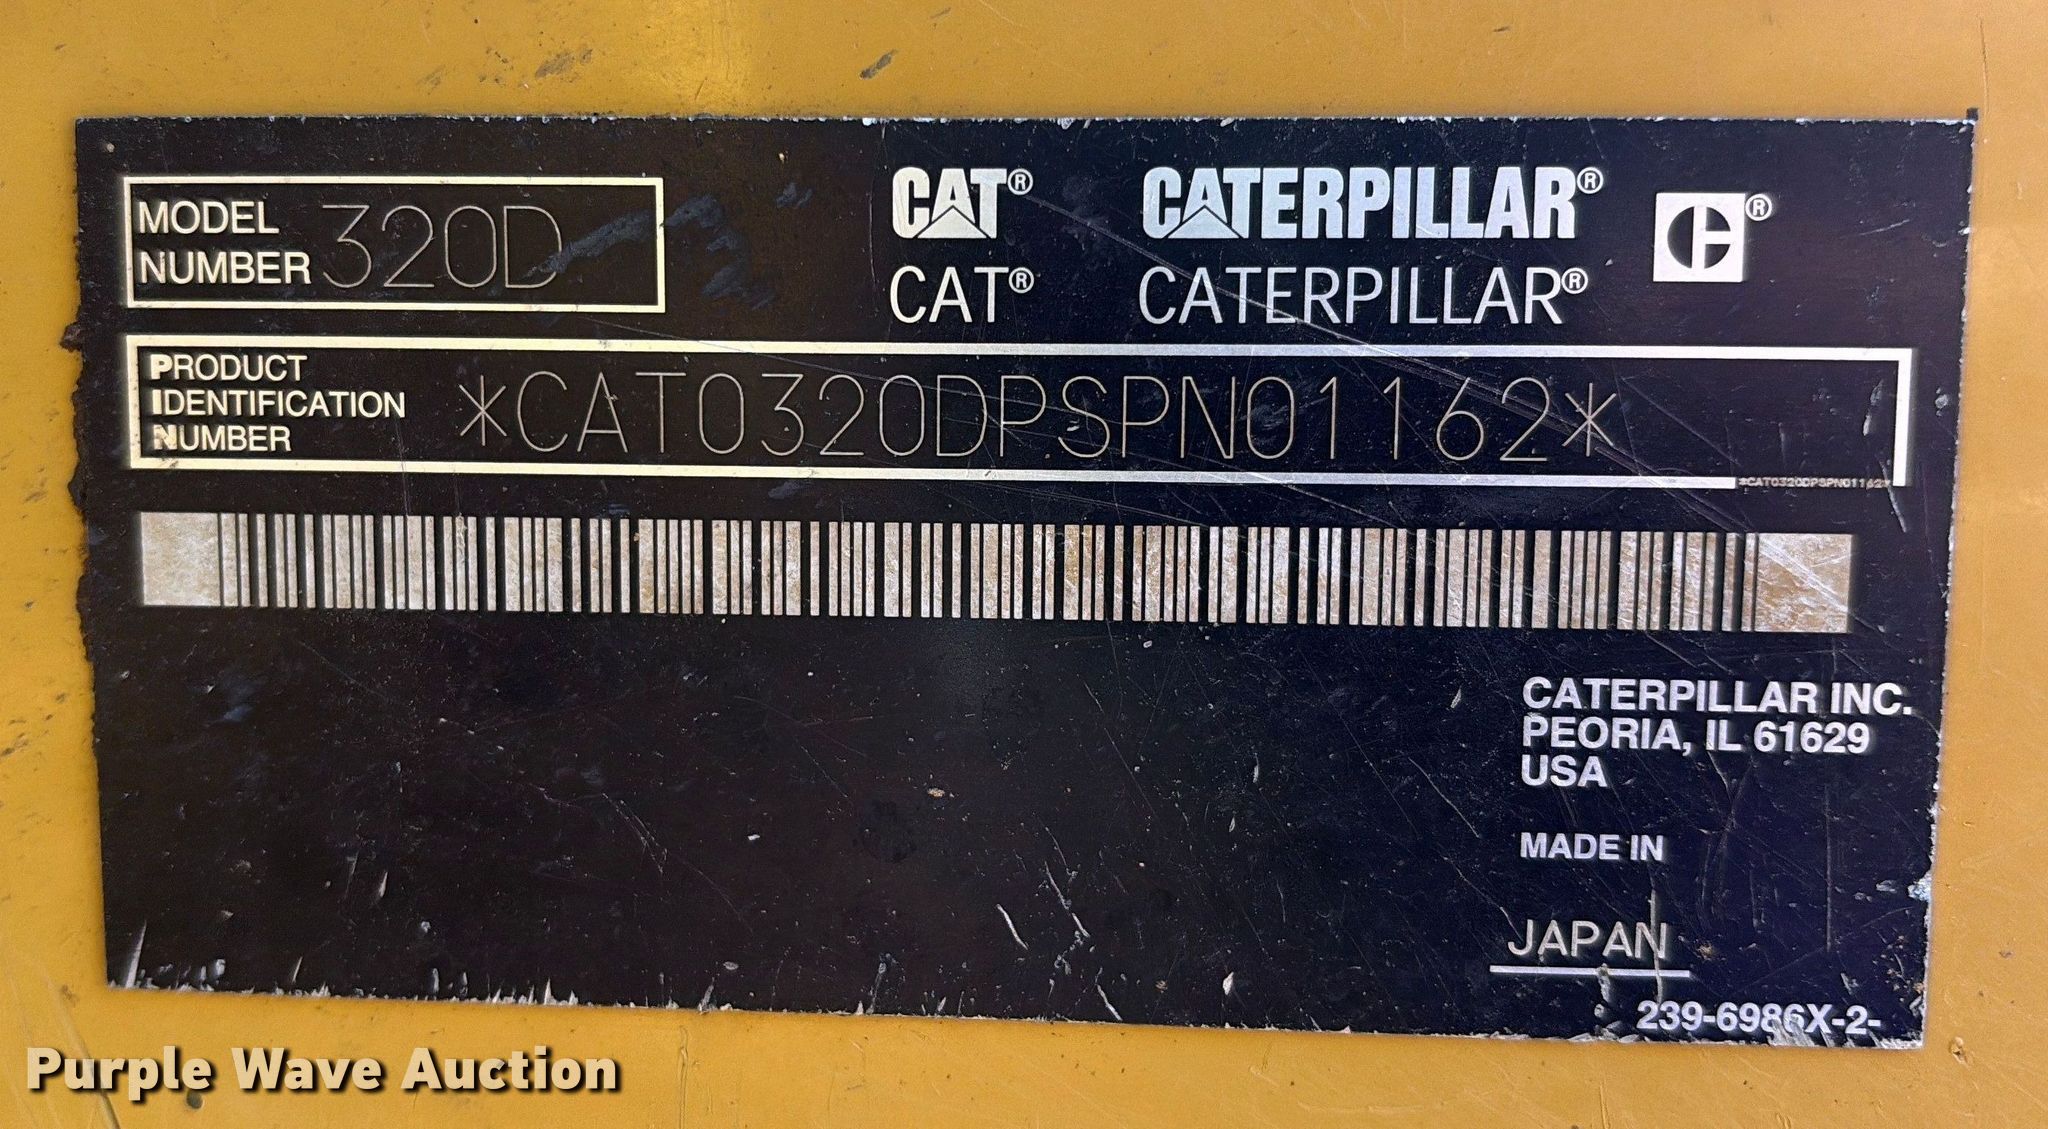 MODEL
NUMBER 320D
CAT® CATERPILLAR® ®
CAT® CATERPILLAR®
PRODUCT
IDENTIFICATION
NUMBER
*CAT0320DPSPN01162*
*CAT0320DPSPN01162*
CATERPILLAR INC.
PEORIA, IL 61629
USA
MADE IN
JAPAN
239-6986X-2-
Purple Wave Auction